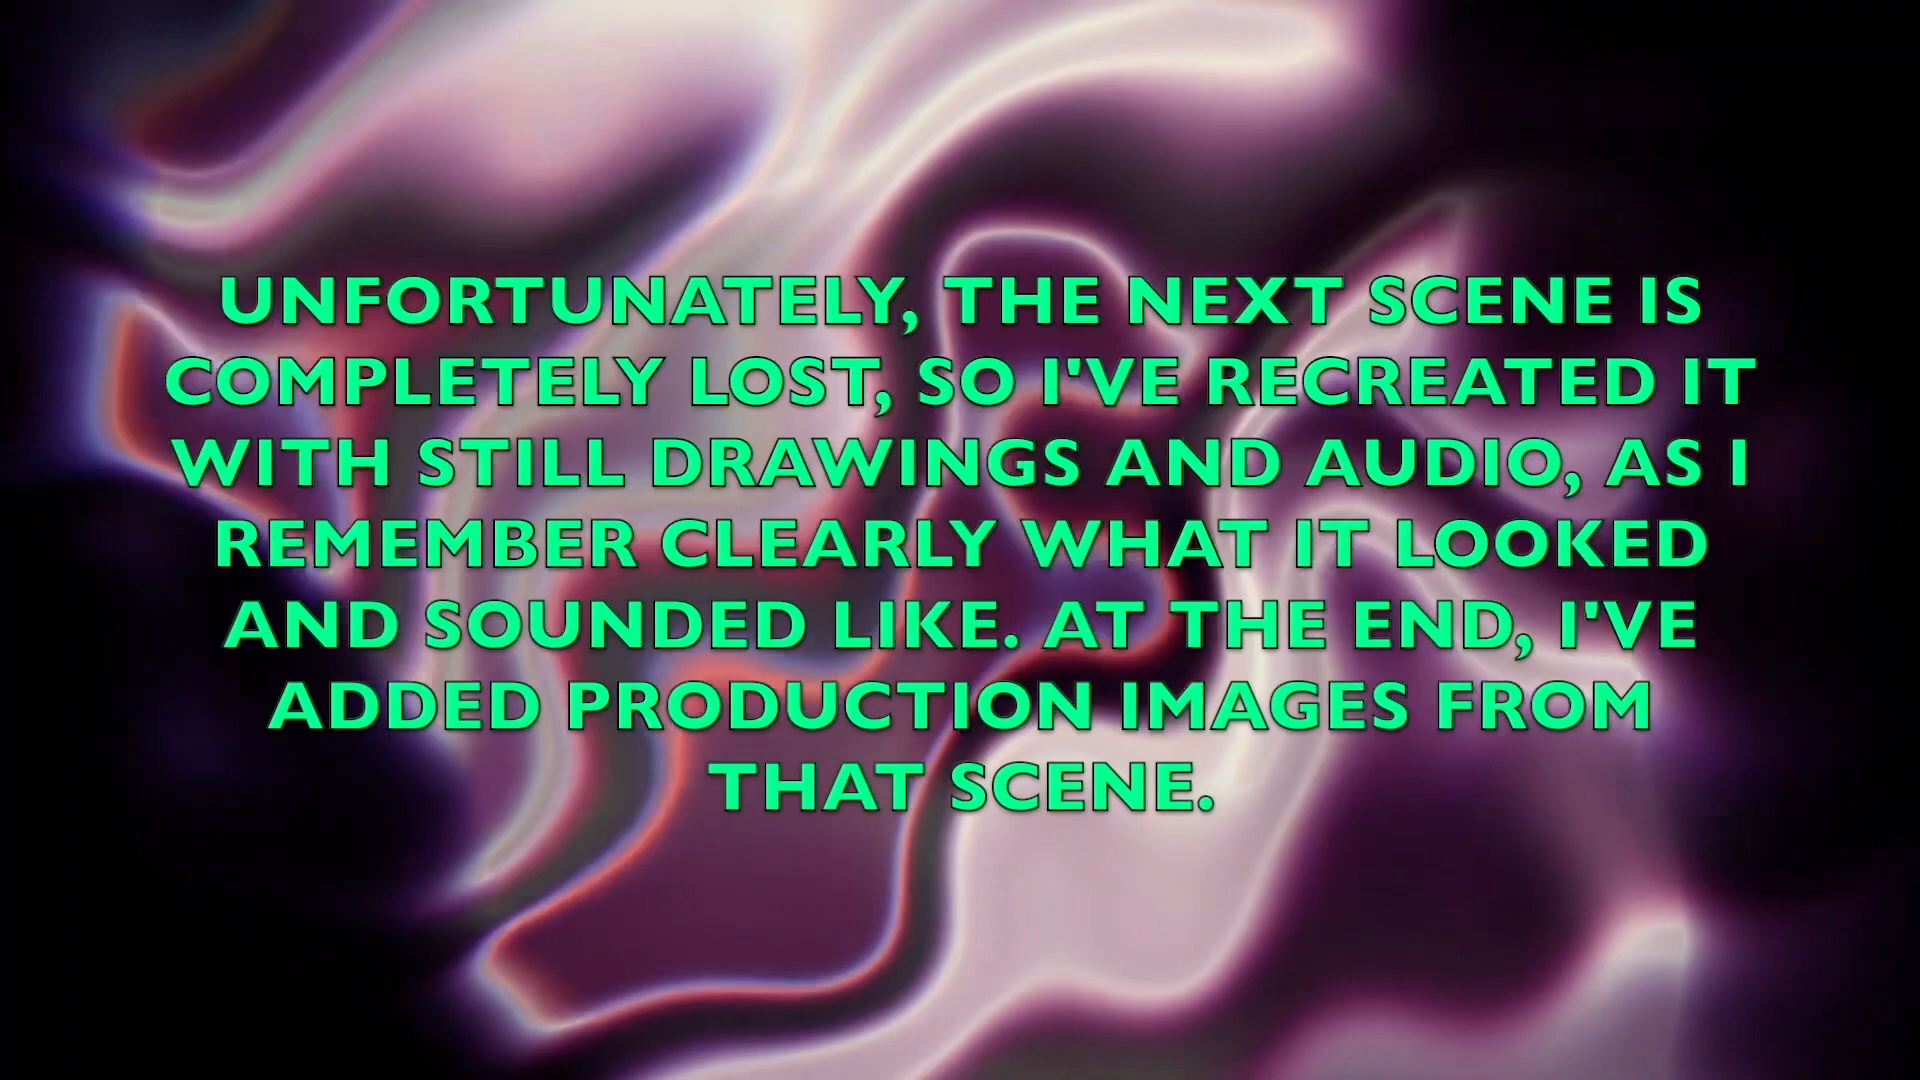 UNFORTUNATELY, THE NEXT SCENE IS
COMPLETELY LOST, SO I'VE RECREATED IT
WITH STILL DRAWINGS AND AUDIO, AS I
REMEMBER CLEARLY WHAT IT LOOKED
AND SOUNDED LIKE. AT THE END, I'VE
ADDED PRODUCTION IMAGES FROM
THAT SCENE.